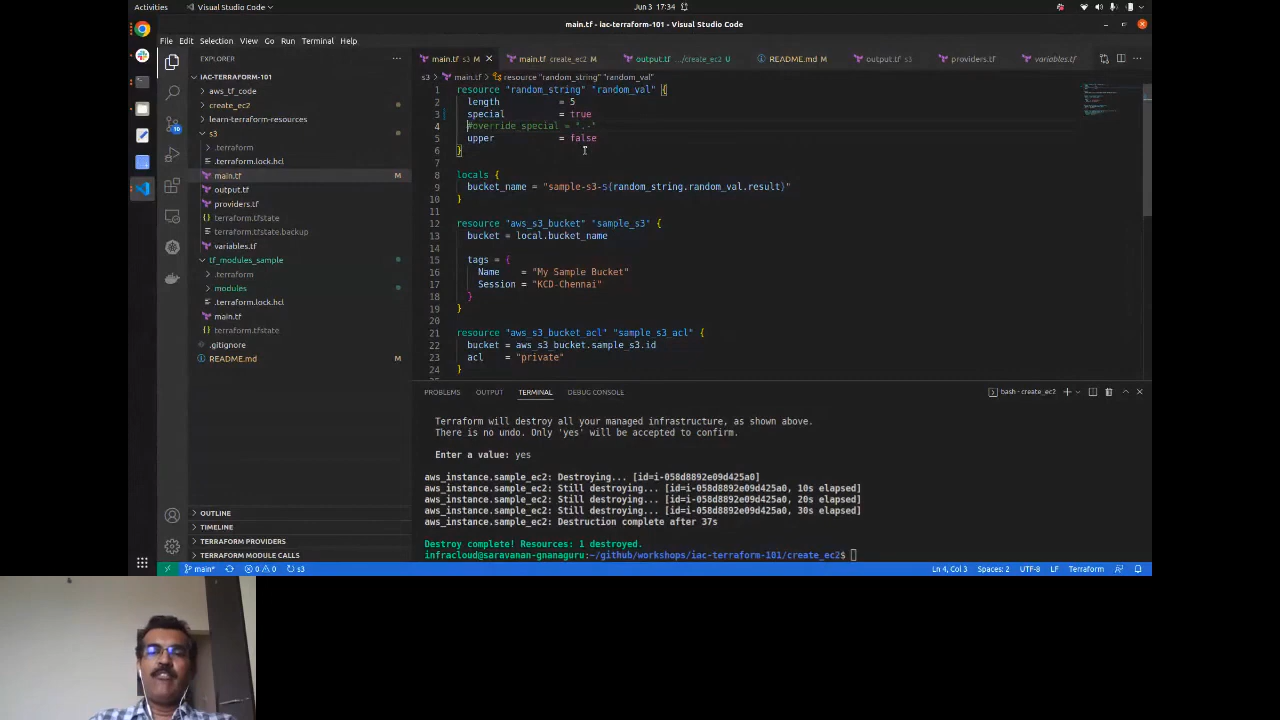 Activities
Visual Studio Code
Jun 3 17:34
main.tf - iac-terraform-101 - Visual Studio Code
File Edit Selection View Go Run Terminal Help
EXPLORER
IAC-TERRAFORM-101
aws_tf_code
create_ec2
learn-terraform-resources
s3
.terraform
.terraform.lock.hcl
main.tf M
output.tf
providers.tf
terraform.tfstate
terraform.tfstate.backup
variables.tf
tf_modules_sample
.terraform
modules
.terraform.lock.hcl
main.tf
terraform.tfstate
.gitignore
README.md M
OUTLINE
TIMELINE
TERRAFORM PROVIDERS
TERRAFORM MODULE CALLS
10
main.tf s3 M
main.tf create_ec2 M
output.tf .../create_ec2 U
README.md M
output.tf s3
providers.tf
variables.tf
s3 > main.tf > resource "random_string" "random_val"
1 resource "random_string" "random_val" {
2 length = 5
3 special = true
4 #override_special = ".-"
5 upper = false
6 }
7
8 locals {
9 bucket_name = "sample-s3-${random_string.random_val.result}"
10 }
11
12 resource "aws_s3_bucket" "sample_s3" {
13 bucket = local.bucket_name
14
15 tags = {
16 Name = "My Sample Bucket"
17 Session = "KCD-Chennai"
18 }
19 }
20
21 resource "aws_s3_bucket_acl" "sample_s3_acl" {
22 bucket = aws_s3_bucket.sample_s3.id
23 acl = "private"
24 }
PROBLEMS OUTPUT TERMINAL DEBUG CONSOLE
bash - create_ec2
Terraform will destroy all your managed infrastructure, as shown above.
There is no undo. Only 'yes' will be accepted to confirm.
Enter a value: yes
aws_instance.sample_ec2: Destroying... [id=i-058d8892e09d425a0]
aws_instance.sample_ec2: Still destroying... [id=i-058d8892e09d425a0, 10s elapsed]
aws_instance.sample_ec2: Still destroying... [id=i-058d8892e09d425a0, 20s elapsed]
aws_instance.sample_ec2: Still destroying... [id=i-058d8892e09d425a0, 30s elapsed]
aws_instance.sample_ec2: Destruction complete after 37s
Destroy complete! Resources: 1 destroyed.
infracloud@saravanan-gnanaguru:~/github/workshops/iac-terraform-101/create_ec2$
main* 0 0 s3
Ln 4, Col 3 Spaces: 2 UTF-8 LF Terraform